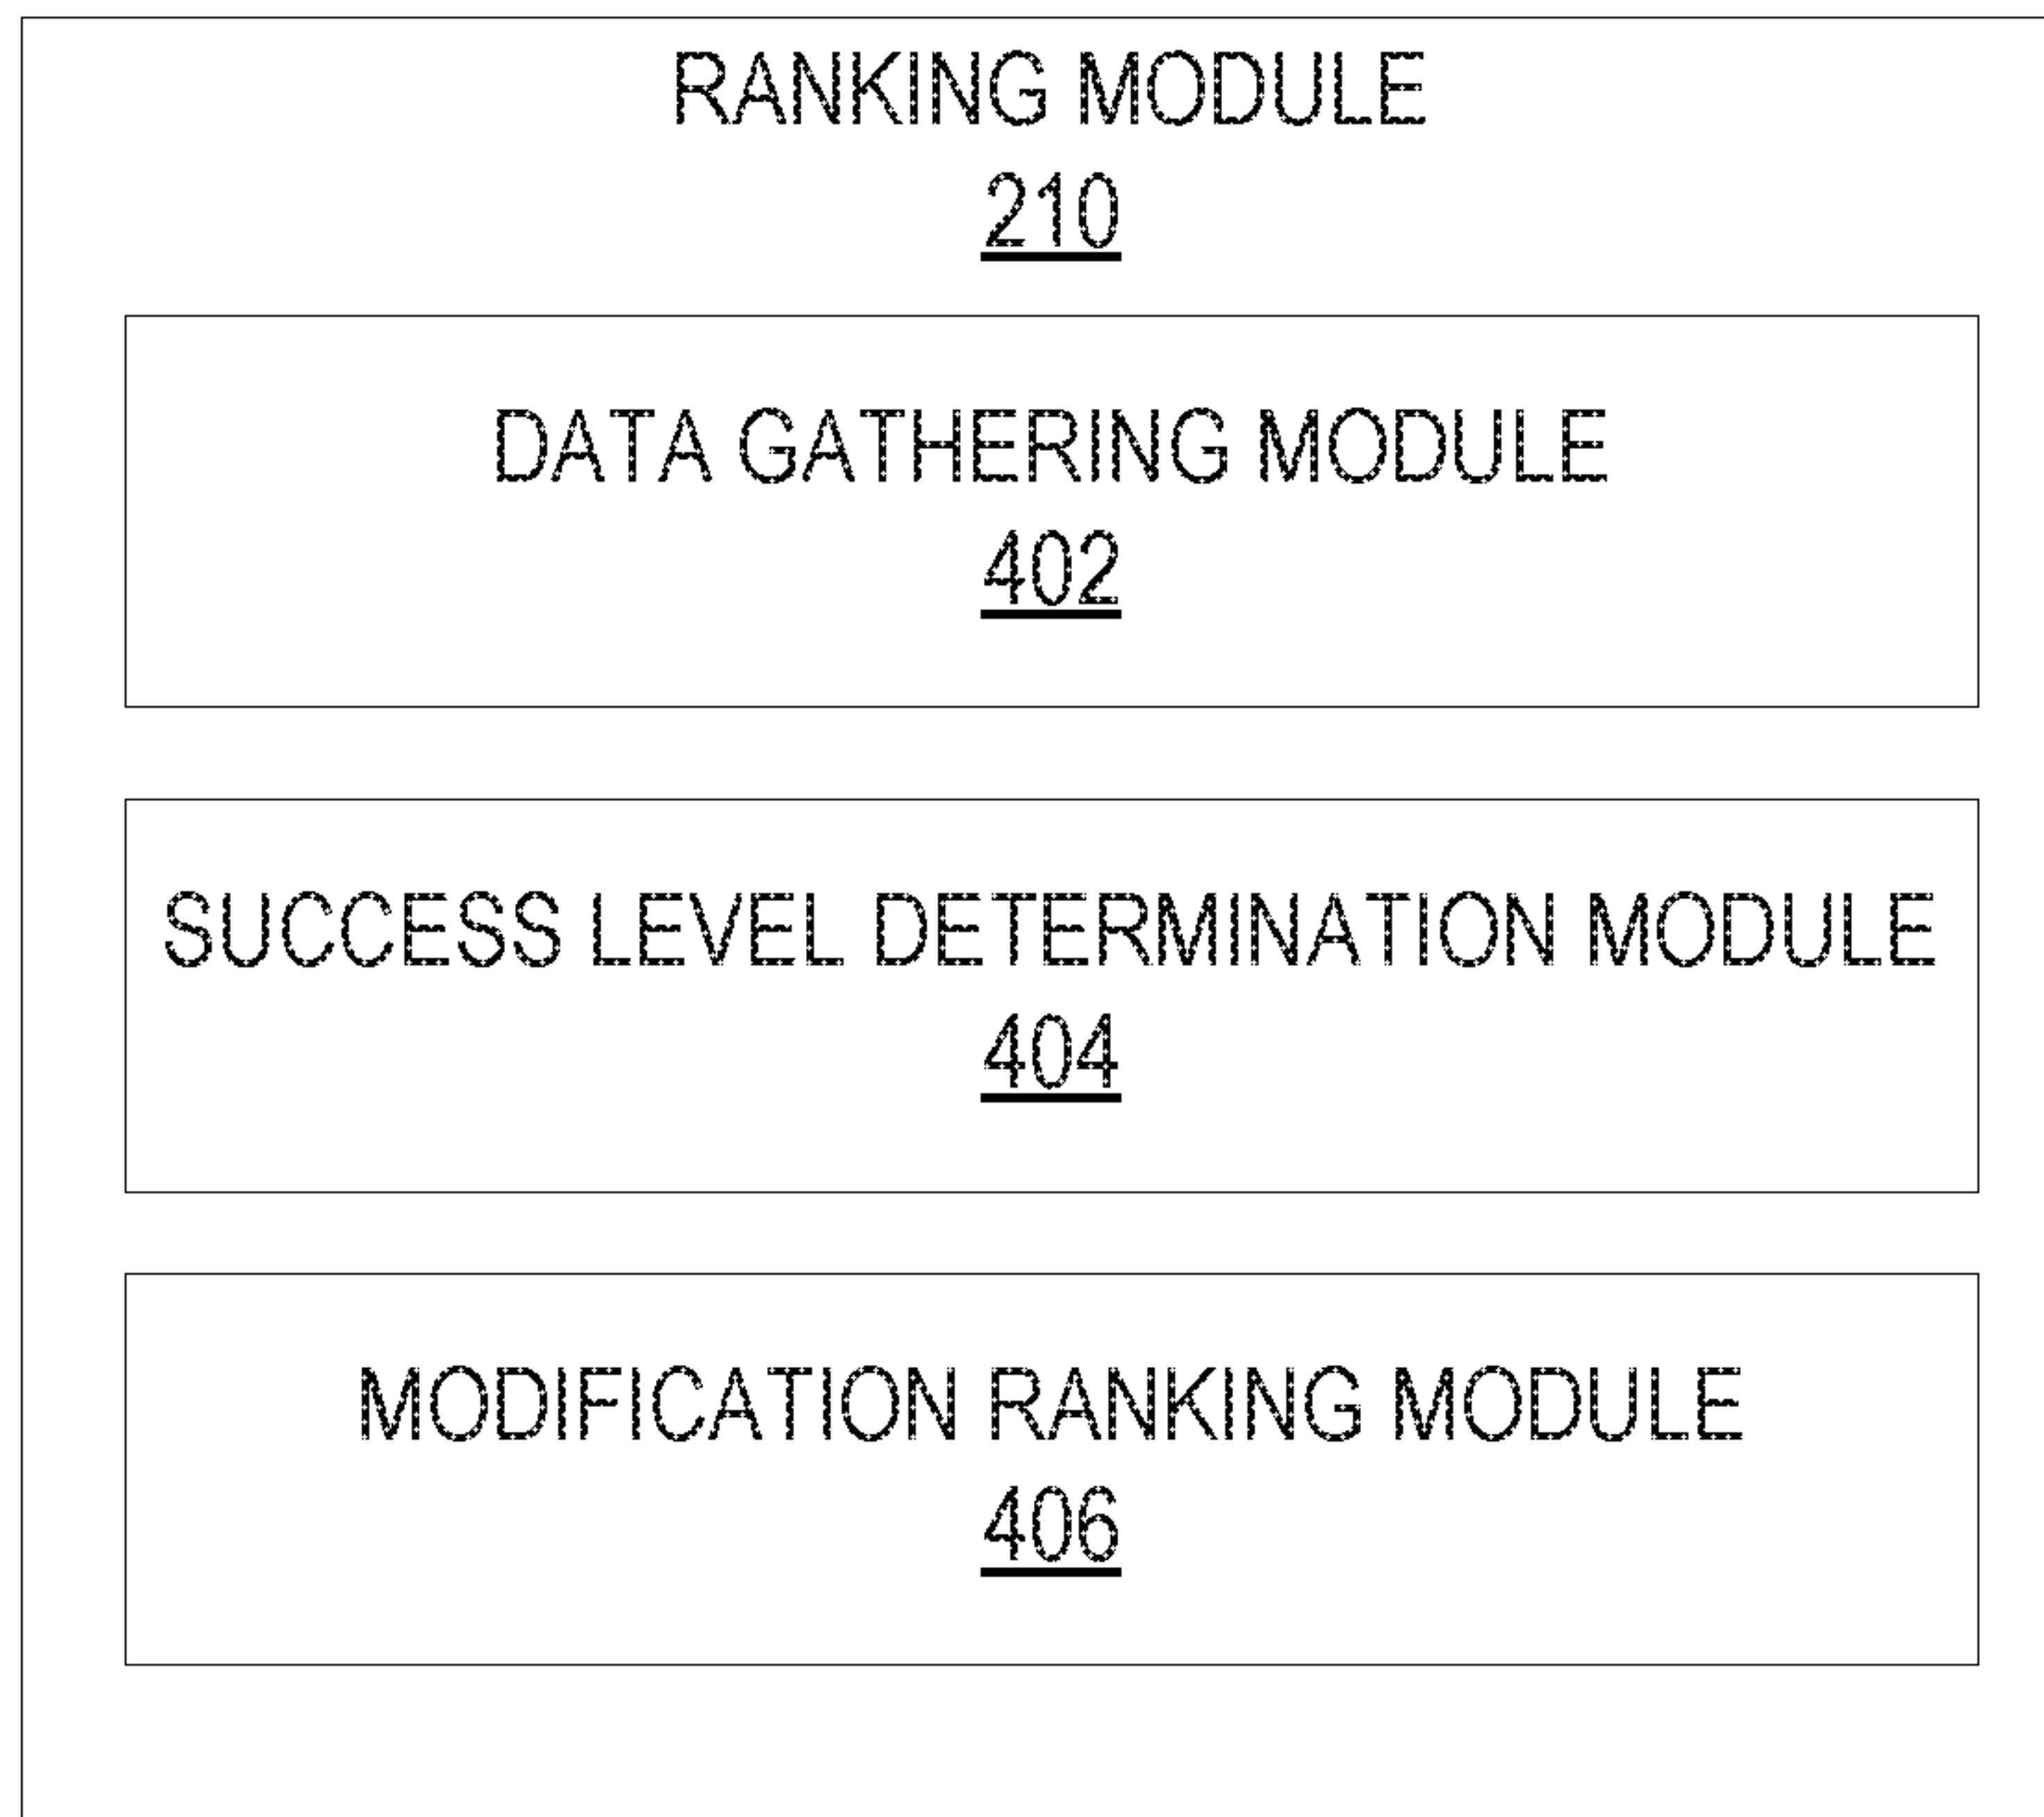 RANKING MODULE
210
DATA GATHERING MODULE
402
SUCCESS LEVEL DETERMINATION MODULE
404
MODIFICATION RANKING MODULE
406